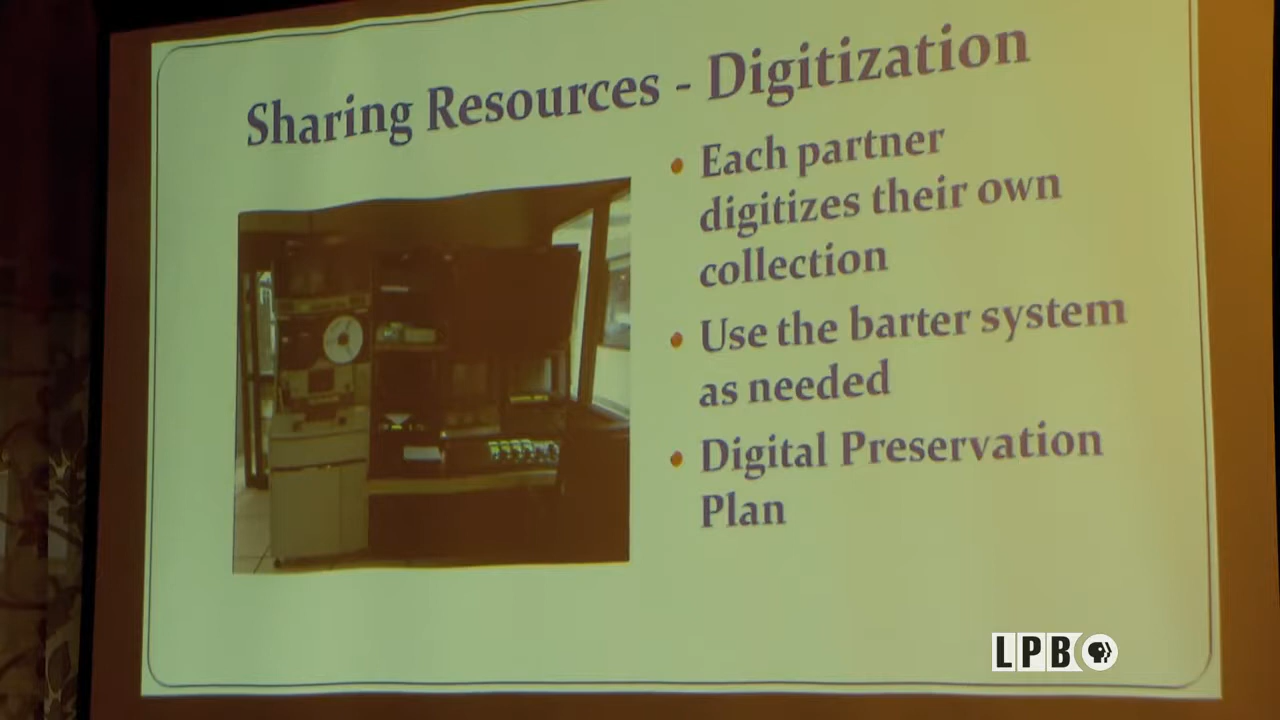 Sharing Resources - Digitization
• Each partner
digitizes their own
collection
• Use the barter system
as needed
• Digital Preservation
Plan
LPB